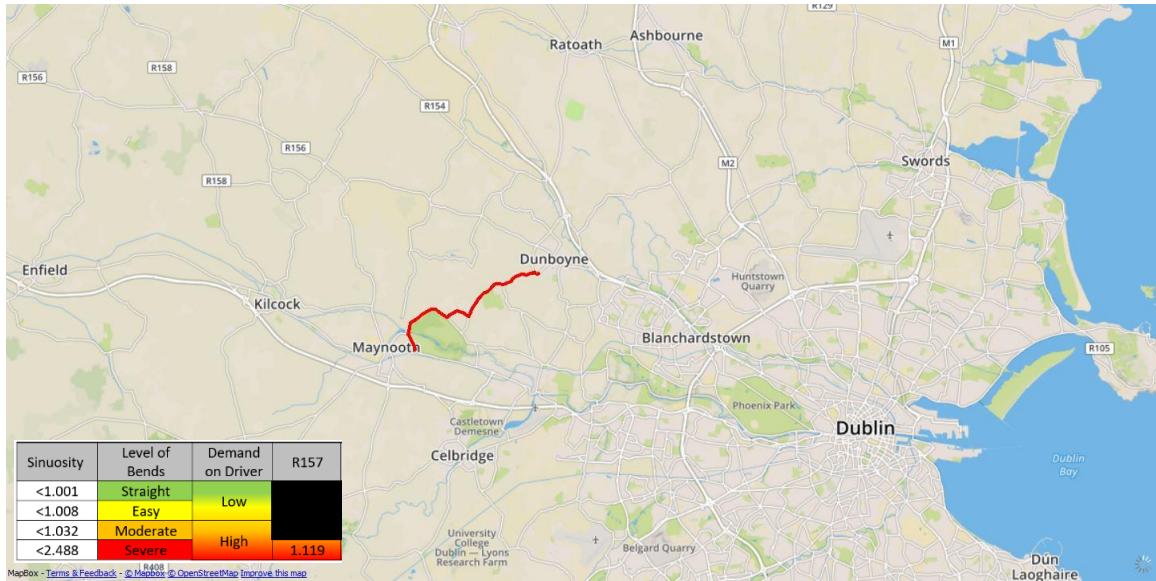 R129
Ashbourne
Ratoath
M1
R158
R156
R154
R156
M2
Swords
R158
Dunboyne
Enfield
Huntstown
Quarry
Kilcock
Maynooth
Blanchardstown
R105
Phoenix Park
Castletown
Demesne
Dublin
Celbridge
Dublin
Bay
Sinuosity Level of Bends Demand on Driver R157
<1.001 Straight Low
<1.008 Easy
<1.032 Moderate High
<2.488 Severe 1.119
University
College
Dublin — Lyons
Research Farm
Belgard Quarry
Dún
Laoghaire
R408
MapBox - Terms & Feedback - © Mapbox © OpenStreetMap Improve this map